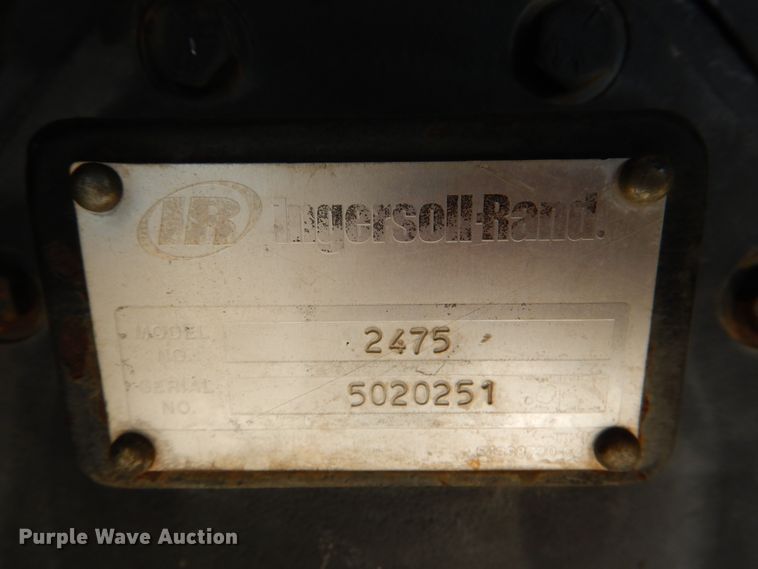 IR Ingersoll-Rand.
MODEL NO. 2475
SERIAL NO. 5020251
Purple Wave Auction